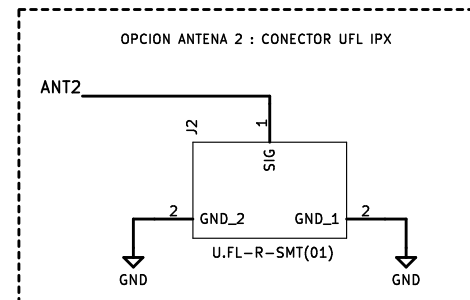 OPCION ANTENA 2 : CONECTOR UFL IPX
ANT2
J2
1
SIG
2
GND_2
GND_1
2
U.FL-R-SMT(01)
GND
GND